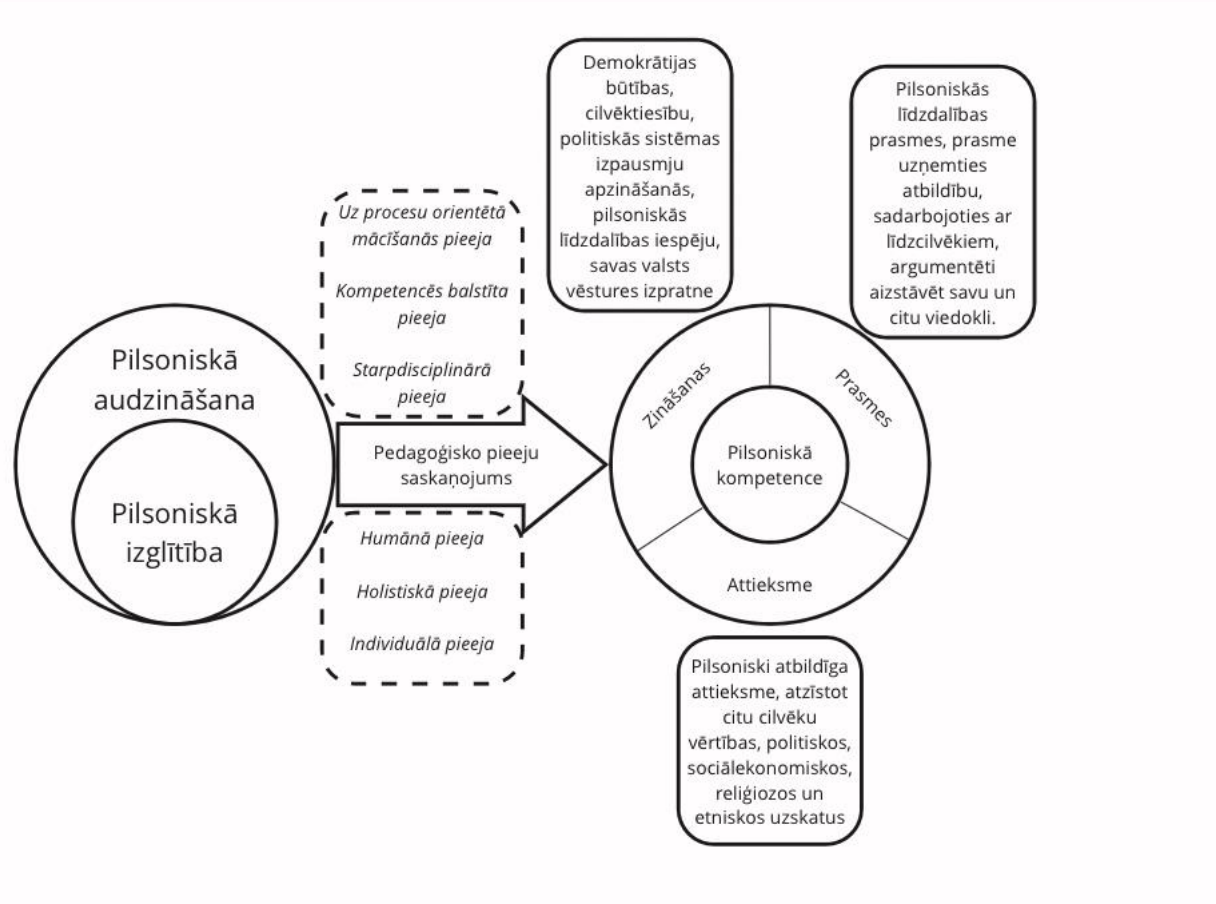 Pilsoniskā
audzināšana
Pilsoniskā
izglītība
Uz procesu orientētā
mācīšanās pieeja
Kompetencēs balstīta
pieeja
Starpdisciplinārā
pieeja
Pedagoģisko pieeju
saskaņojums
Humānā pieeja
Holistiskā pieeja
Individuālā pieeja
Demokrātijas
būtības,
cilvēktiesību,
politiskās sistēmas
izpausmju
apzināšanās,
pilsoniskās
līdzdalības iespēju,
savas valsts
vēstures izpratne
Pilsoniskās
līdzdalības
prasmes, prasme
uzņemties
atbildību,
sadarbojoties ar
līdzcilvēkiem,
argumentēti
aizstāvēt savu un
citu viedokli.
Zināšanas
Prasmes
Pilsoniskā
kompetence
Attieksme
Pilsoniski atbildīga
attieksme, atzīstot
citu cilvēku
vērtības, politiskos,
sociālekonomiskos,
reliģiozos un
etniskos uzskatus